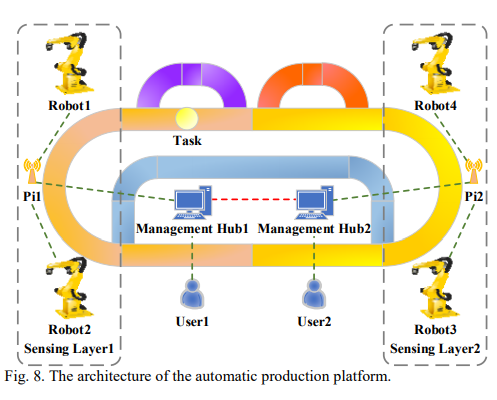 Robot1
Robot4
Task
Pi1
Pi2
Management Hub1
Management Hub2
Robot2
User1
User2
Robot3
Sensing Layer1
Sensing Layer2
Fig. 8. The architecture of the automatic production platform.